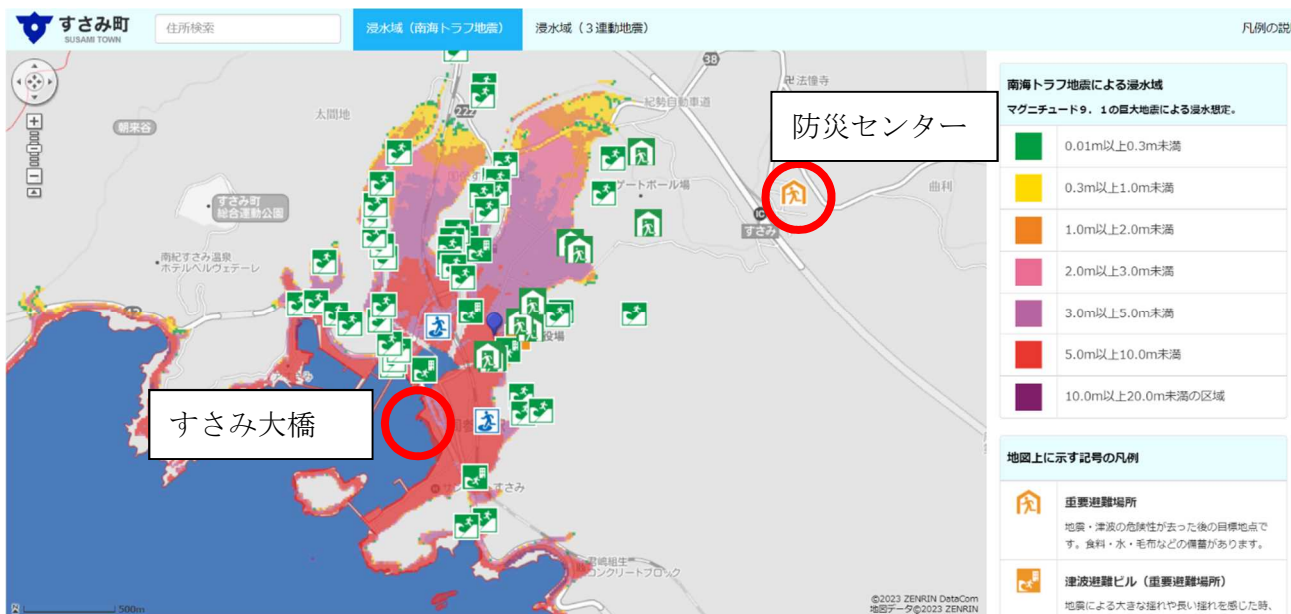 すさみ町
SUSAMI TOWN
住所検索
浸水域（南海トラフ地震）
浸水域（３連動地震）
凡例の説
太間地
朝来谷
222
38
卍法憧寺
紀勢自動車道
防災センター
ゲートボール場
曲利
IC
すさみ
すさみ町
総合運動公園
南紀すさみ温泉
ホテルベルヴェデーレ
役場
すさみ大橋
すさみ
君嶋組生
コンクリートブロック
500m
©2023 ZENRIN DataCom
地図データ©2023 ZENRIN
南海トラフ地震による浸水域
マグニチュード９．１の巨大地震による浸水想定。
0.01m以上0.3m未満
0.3m以上1.0m未満
1.0m以上2.0m未満
2.0m以上3.0m未満
3.0m以上5.0m未満
5.0m以上10.0m未満
10.0m以上20.0m未満の区域
地図上に示す記号の凡例
重要避難場所
地震・津波の危険性が去った後の目標地点で
す。食料・水・毛布などの備蓄があります。
津波避難ビル（重要避難場所）
地震による大きな揺れや長い揺れを感じた時、